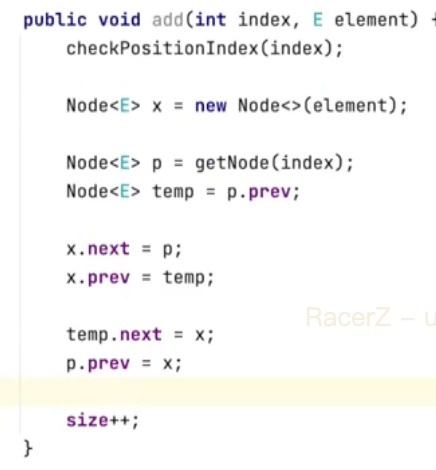 public void add(int index, E element) {
checkPositionIndex(index);
Node<E> x = new Node<>(element);
Node<E> p = getNode(index);
Node<E> temp = p.prev;
x.next = p;
x.prev = temp;
RacerZ – u
temp.next = x;
p.prev = x;
size++;
}